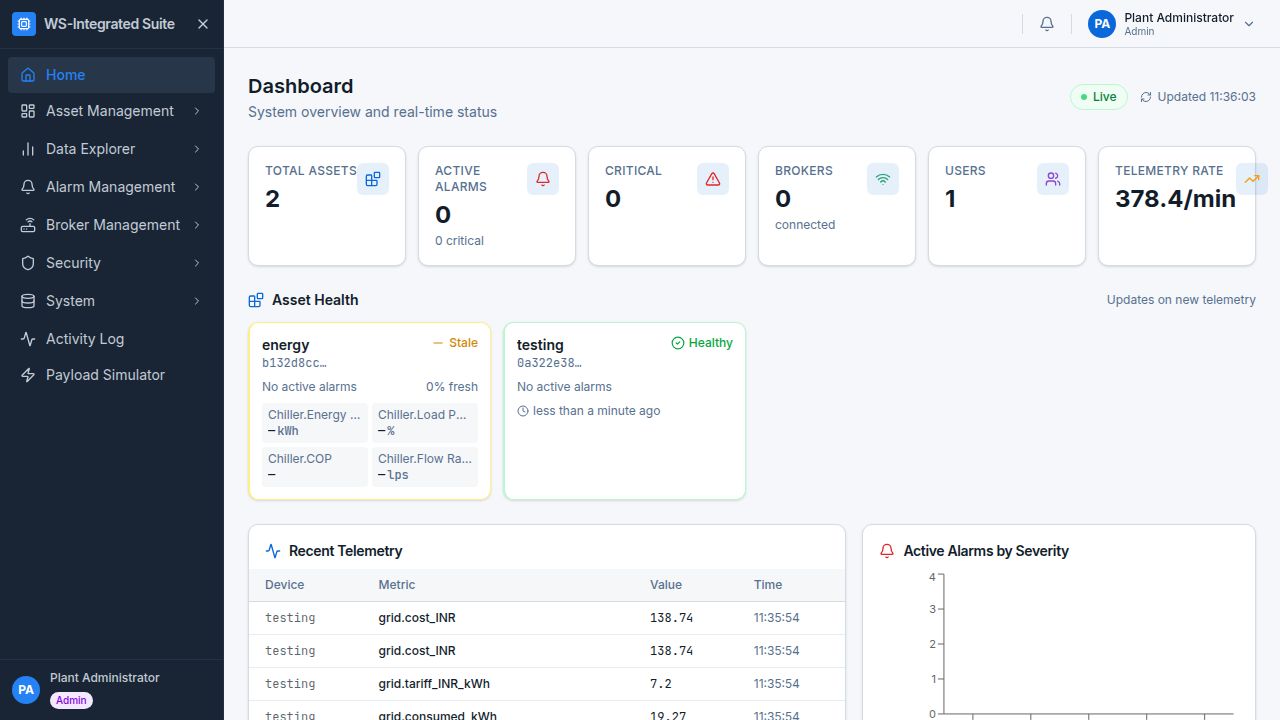 WS-Integrated Suite
Home
Asset Management
Data Explorer
Alarm Management
Broker Management
Security
System
Activity Log
Payload Simulator
Plant Administrator
Admin
PA
Plant Administrator
Admin
PA
Dashboard
System overview and real-time status
Live
Updated 11:36:03
TOTAL ASSETS
2
ACTIVE
ALARMS
0
0 critical
CRITICAL
0
BROKERS
0
connected
USERS
1
TELEMETRY RATE
378.4/min
Asset Health
Updates on new telemetry
energy
Stale
b132d8cc…
No active alarms
0% fresh
Chiller.Energy ...
— kWh
Chiller.Load P...
— %
Chiller.COP
—
Chiller.Flow Ra...
— lps
testing
Healthy
0a322e38…
No active alarms
less than a minute ago
Recent Telemetry
Device Metric Value Time
testing grid.cost_INR 138.74 11:35:54
testing grid.cost_INR 138.74 11:35:54
testing grid.tariff_INR_kWh 7.2 11:35:54
testing grid.consumed_kWh 19.27 11:35:54
Active Alarms by Severity
4
3
2
1
0